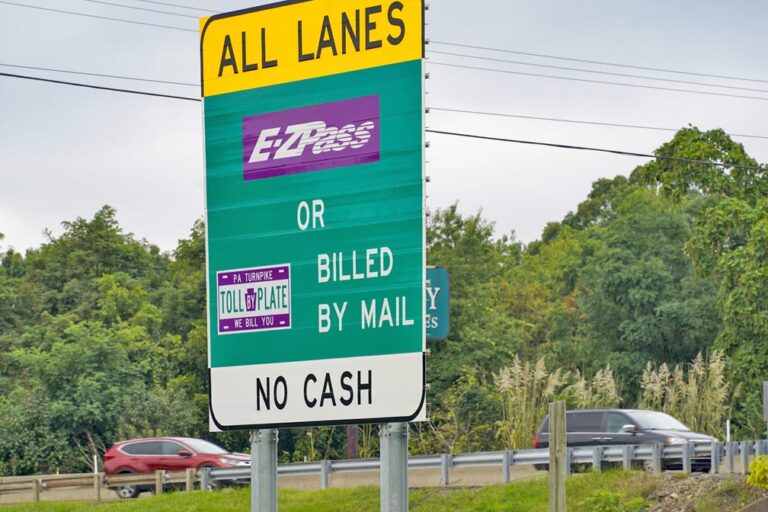 ALL LANES
E-ZPass
OR
BILLED
BY MAIL
PA TURNPIKE
TOLL BY PLATE
WE BILL YOU
NO CASH